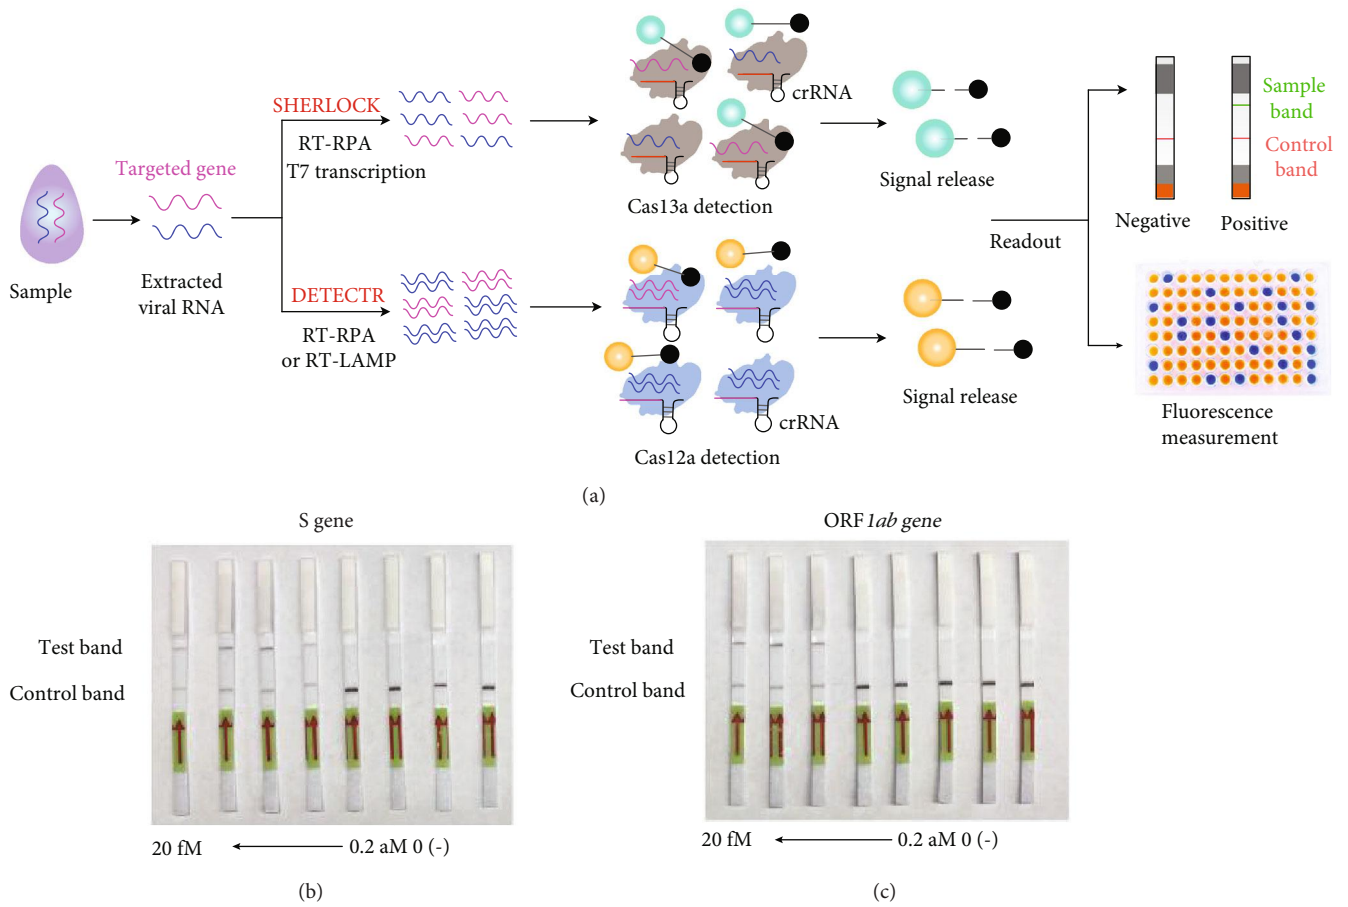 SHERLOCK
RT-RPA
T7 transcription
Targeted gene
Sample
Extracted
viral RNA
DETECTR
RT-RPA
or RT-LAMP
crRNA
Cas13a detection
crRNA
Cas12a detection
Signal release
Signal release
Readout
Sample
band
Control
band
Negative
Positive
Fluorescence
measurement
(a)
S gene
Test band
Control band
20 fM
0.2 aM 0 (-)
(b)
ORF1ab gene
Test band
Control band
20 fM
0.2 aM 0 (-)
(c)